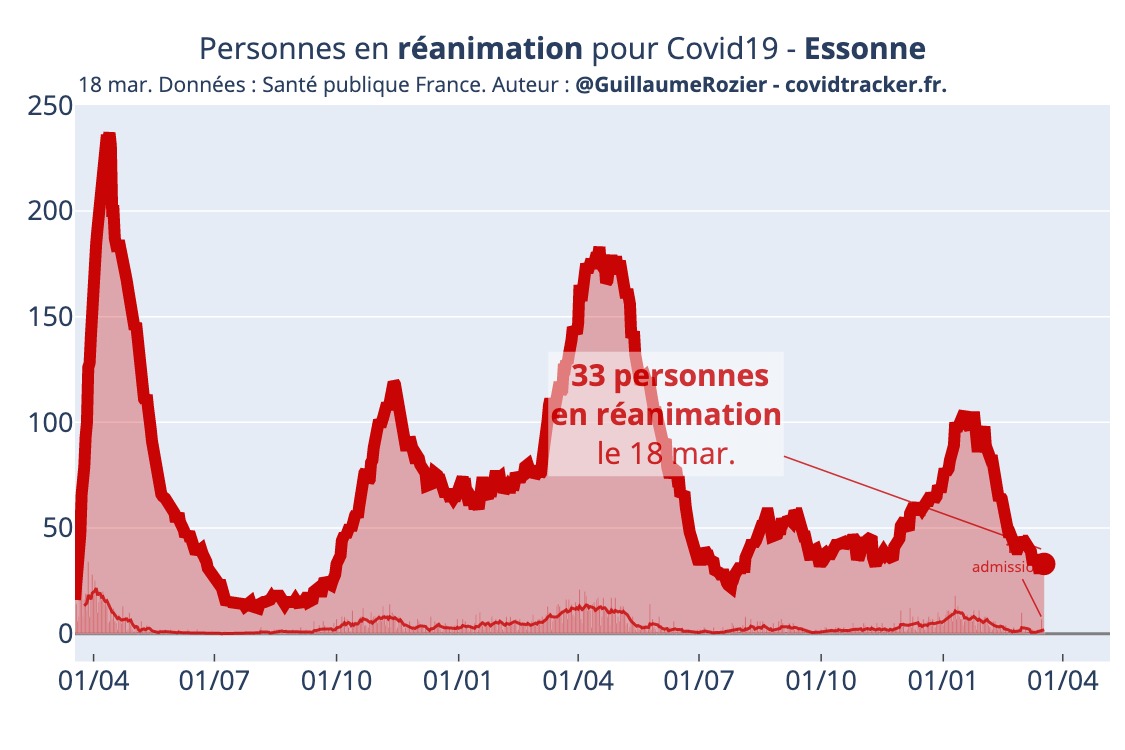 Personnes en réanimation pour Covid19 - Essonne
18 mar. Données : Santé publique France. Auteur : @GuillaumeRozier - covidtracker.fr.
250
200
150
100
50
0
33 personnes
en réanimation
le 18 mar.
admissio
01/04 01/07 01/10 01/01 01/04 01/07 01/10 01/01 01/04